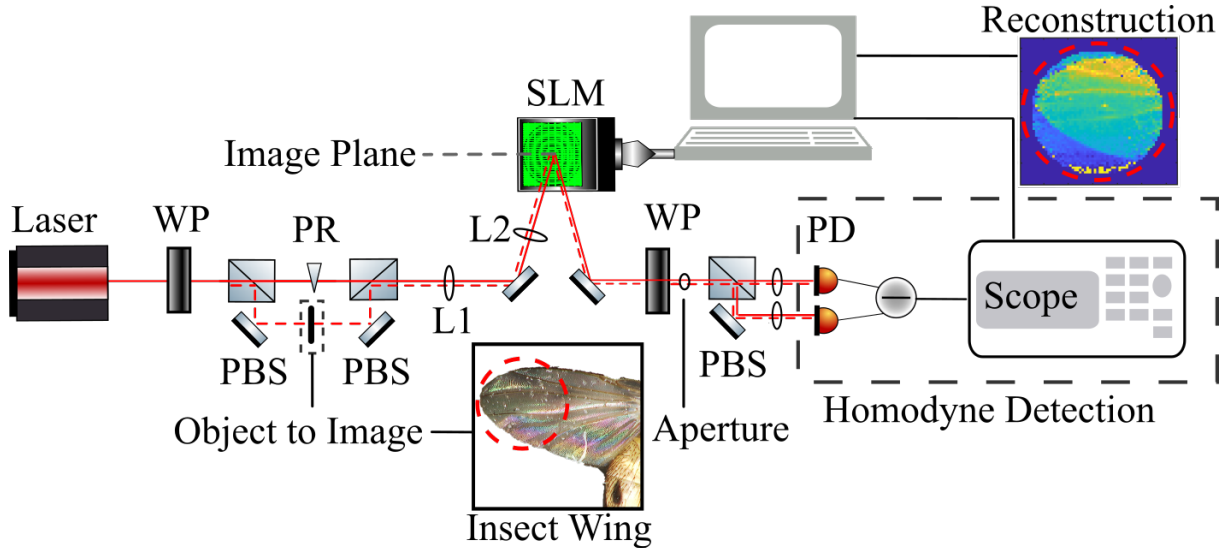 Reconstruction
SLM
Image Plane
Laser
WP
PR
L2
WP
PD
Scope
L1
PBS
PBS
PBS
Object to Image
Aperture
Homodyne Detection
Insect Wing